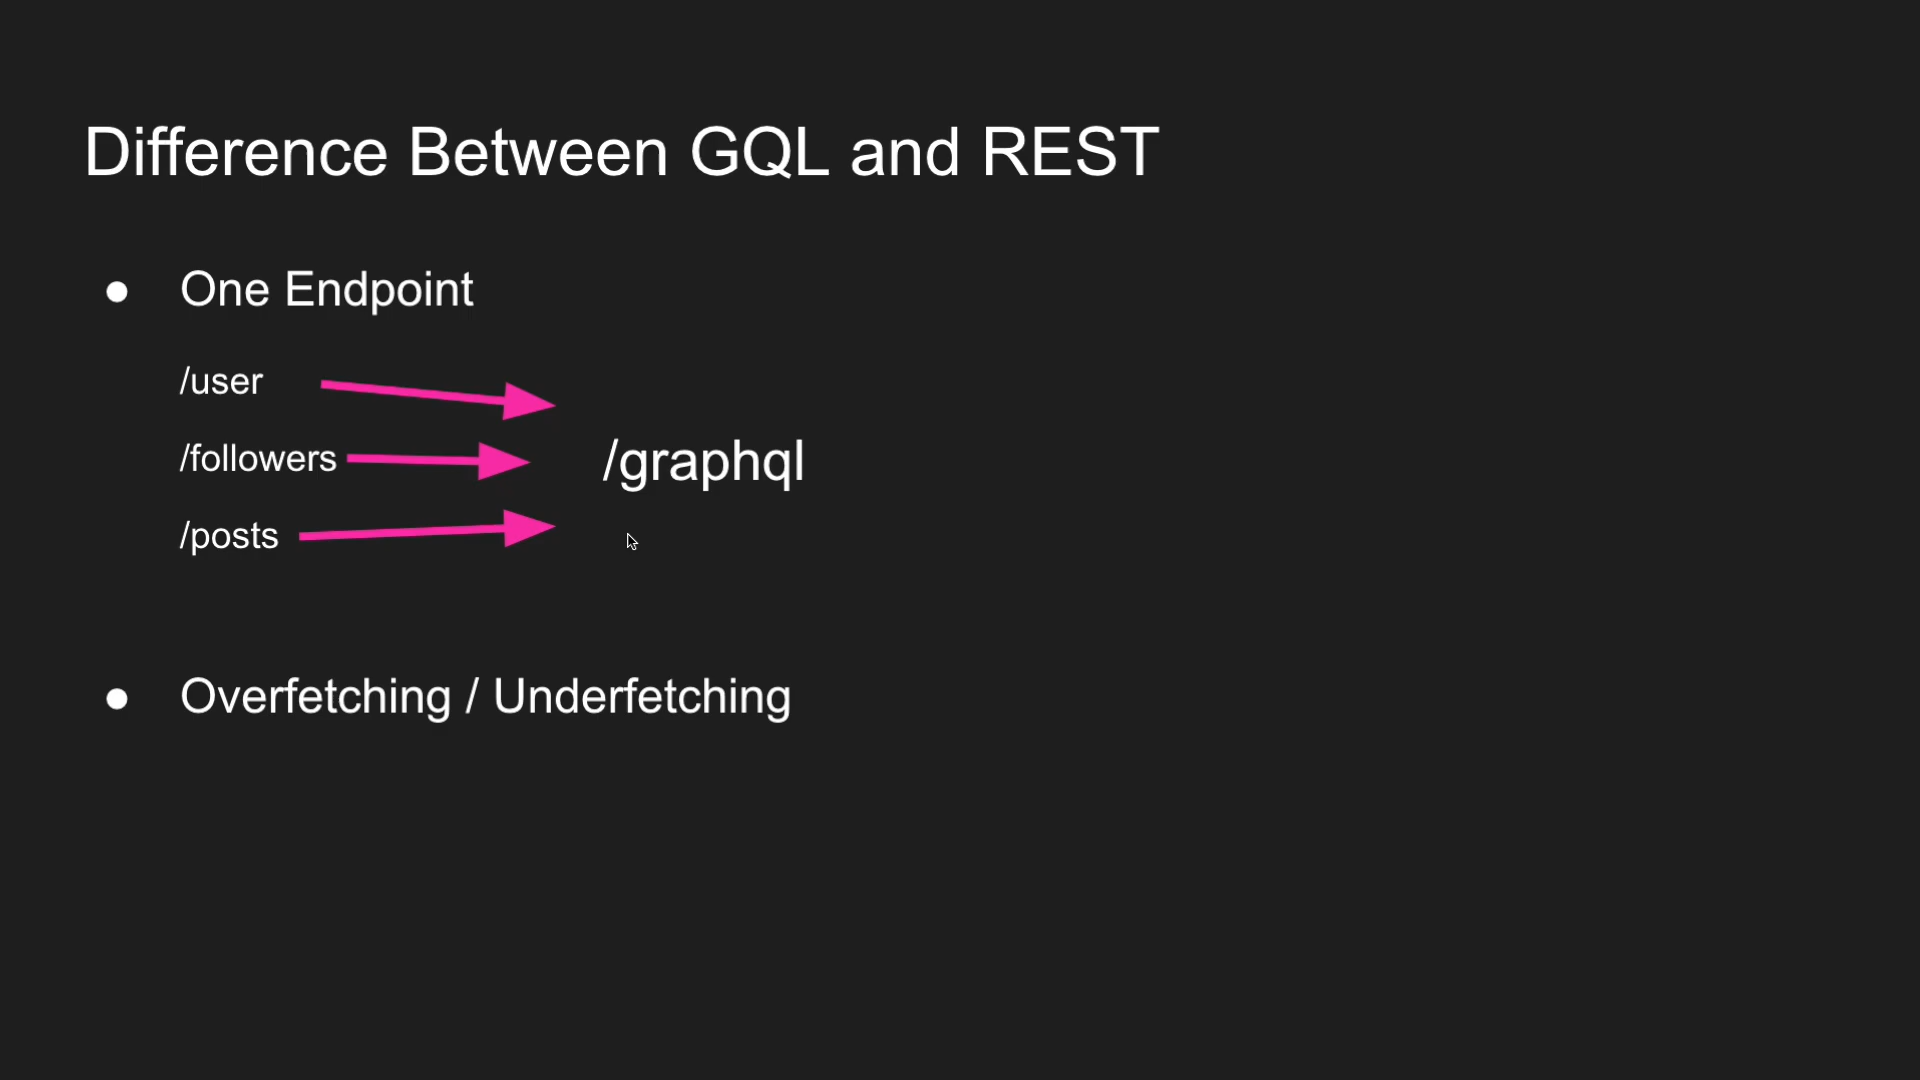 Difference Between GQL and REST
● One Endpoint
/user
/followers
/graphql
/posts
● Overfetching / Underfetching